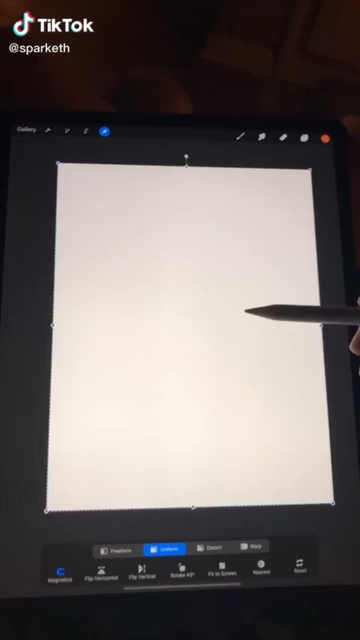 TikTok
@sparketh
Gallery
Freeform
Uniform
Distort
Warp
Magnetics
Flip Horizontal
Flip Vertical
Rotate 45°
Fit to Screen
Nearest
Reset